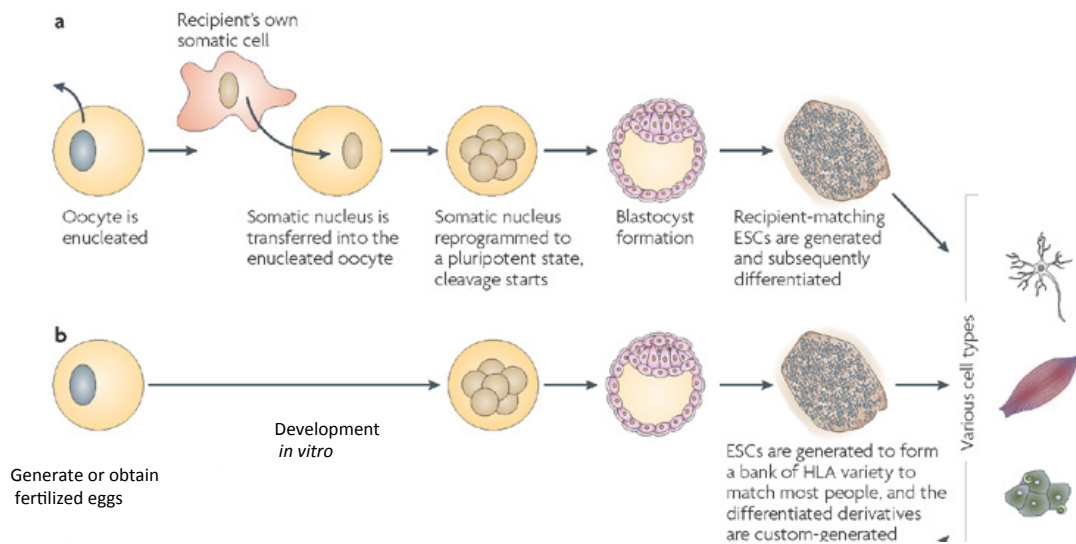 a
Recipient's own
somatic cell
Oocyte is
enucleated
Somatic nucleus is
transferred into the
enucleated oocyte
Somatic nucleus
reprogrammed to
a pluripotent state,
cleavage starts
Blastocyst
formation
Recipient-matching
ESCs are generated
and subsequently
differentiated
b
Generate or obtain
fertilized eggs
Development
in vitro
ESCs are generated to form
a bank of HLA variety to
match most people, and the
differentiated derivatives
are custom-generated
Various cell types